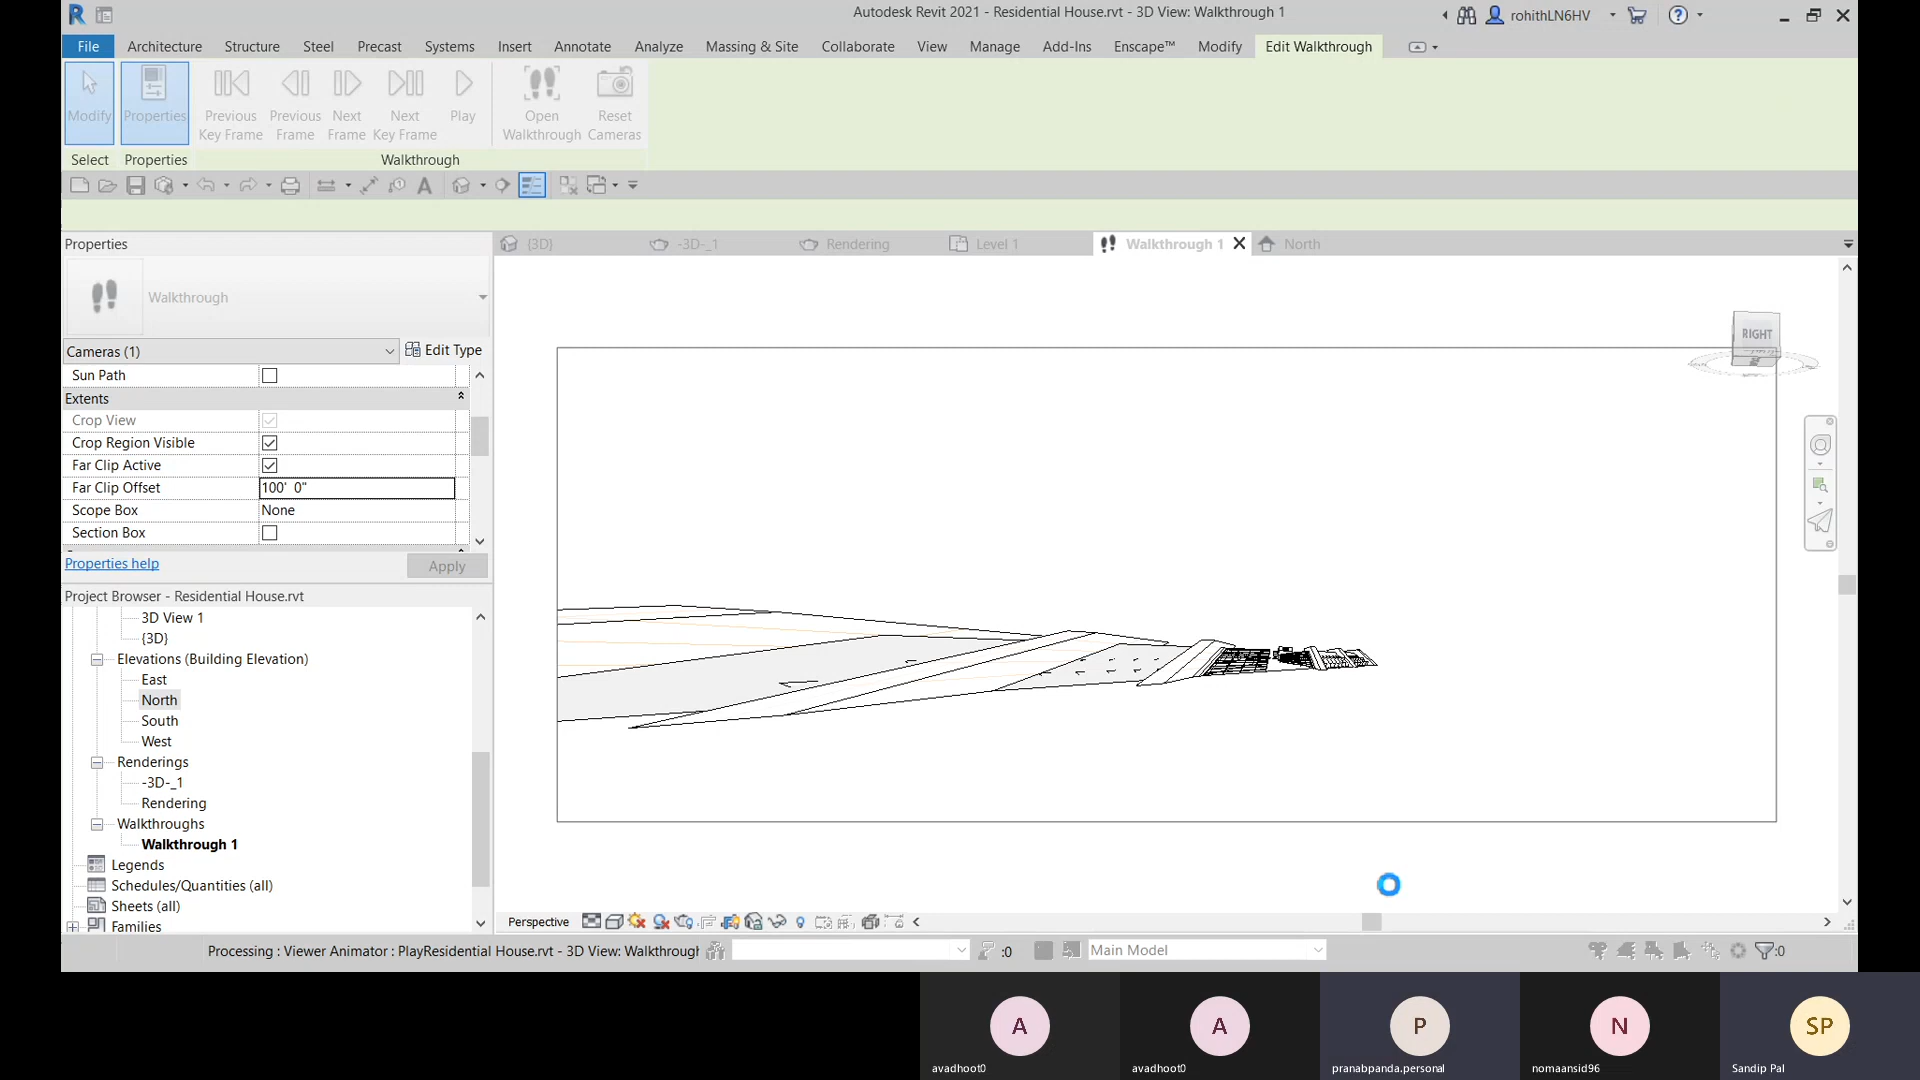 Autodesk Revit 2021 - Residential House.rvt - 3D View: Walkthrough 1
rohithLN6HV
File Architecture Structure Steel Precast Systems Insert Annotate Analyze Massing & Site Collaborate View Manage Add-Ins Enscape™ Modify Edit Walkthrough
Modify
Properties
Previous
Key Frame
Previous
Frame
Next
Frame
Next
Key Frame
Play
Open
Walkthrough
Reset
Cameras
Select Properties Walkthrough
Properties
{3D} -3D-_1 Rendering Level 1 Walkthrough 1 North
Walkthrough
Cameras (1) Edit Type
Sun Path
Extents
Crop View
Crop Region Visible
Far Clip Active
Far Clip Offset 100' 0"
Scope Box None
Section Box
Properties help Apply
RIGHT
Project Browser - Residential House.rvt
3D View 1
{3D}
Elevations (Building Elevation)
East
North
South
West
Renderings
-3D-_1
Rendering
Walkthroughs
Walkthrough 1
Legends
Schedules/Quantities (all)
Sheets (all)
Families
Perspective
Processing : Viewer Animator : PlayResidential House.rvt - 3D View: Walkthroug
:0
Main Model
:0
A
avadhoot0
A
avadhoot0
P
pranabpanda.personal
N
nomaansid96
SP
Sandip Pal